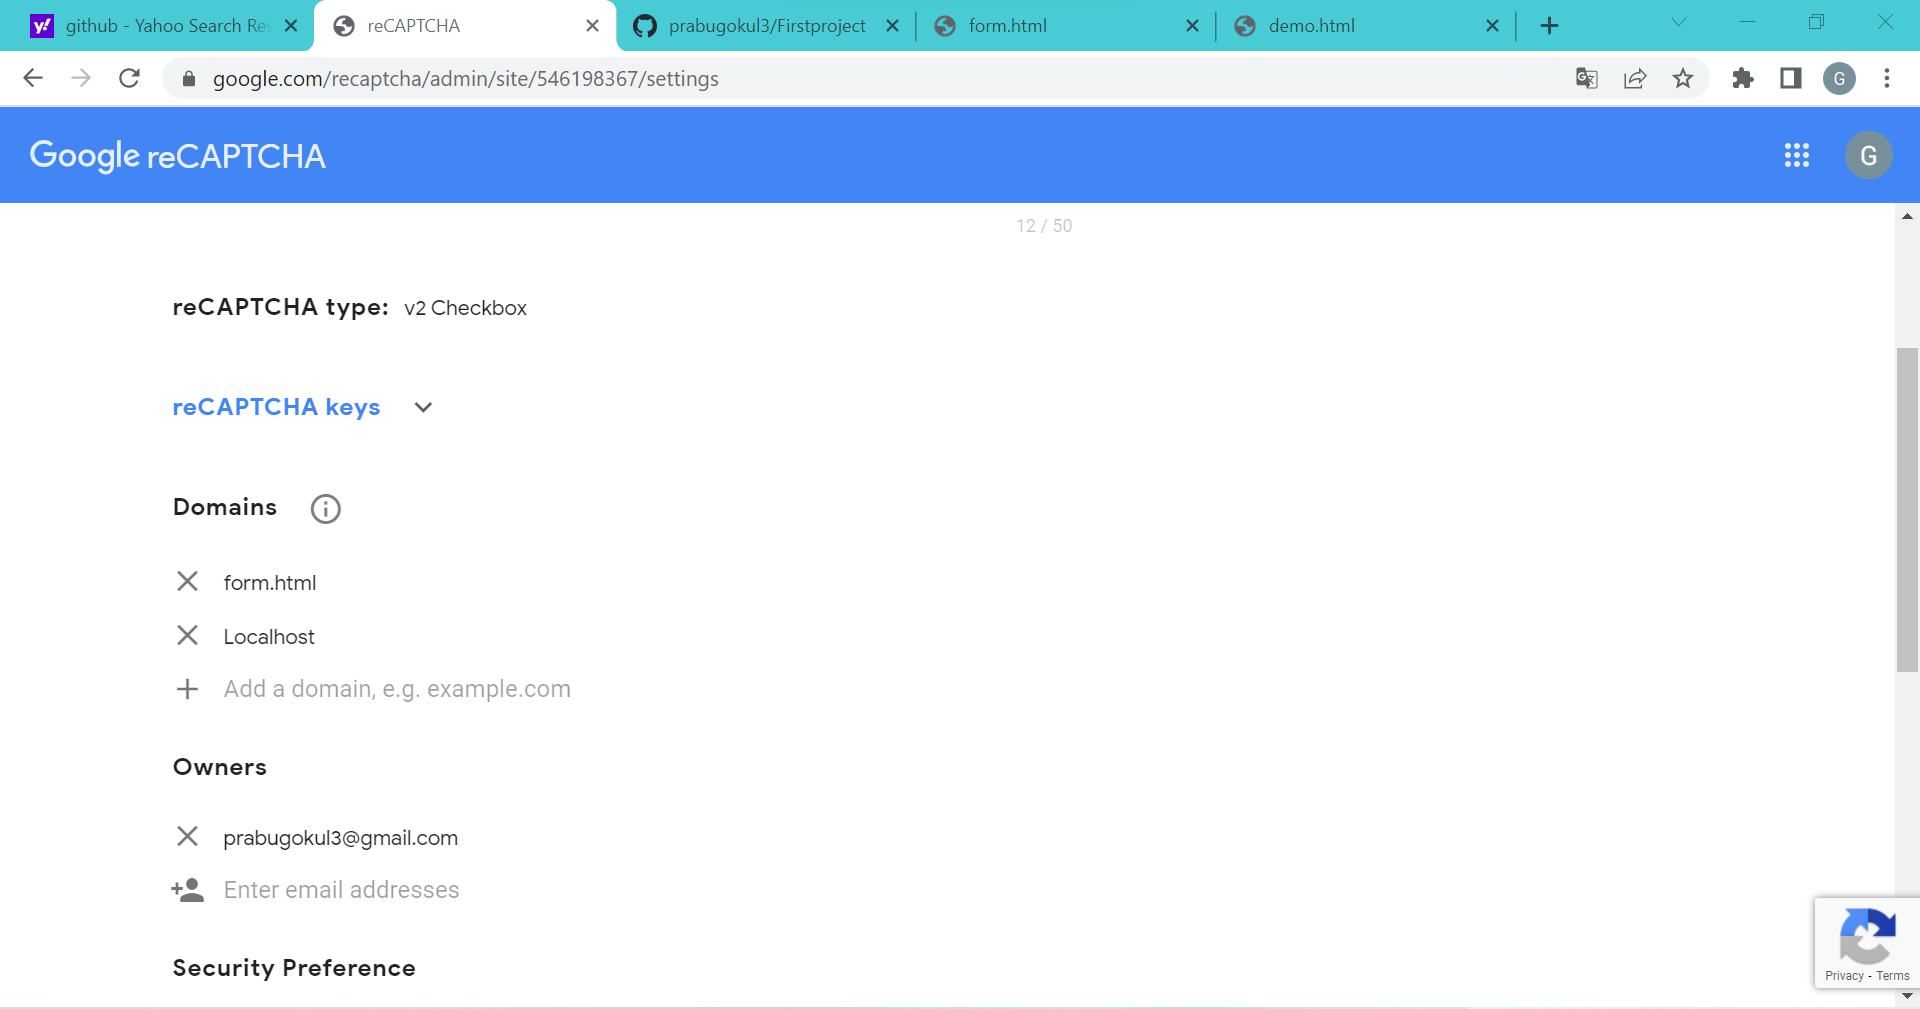 github - Yahoo Search Res
reCAPTCHA
prabugokul3/Firstproject
form.html
demo.html
google.com/recaptcha/admin/site/546198367/settings
G
Google reCAPTCHA
G
12 / 50
reCAPTCHA type: v2 Checkbox
reCAPTCHA keys
Domains
form.html
Localhost
Add a domain, e.g. example.com
Owners
prabugokul3@gmail.com
Enter email addresses
Security Preference
Privacy - Terms